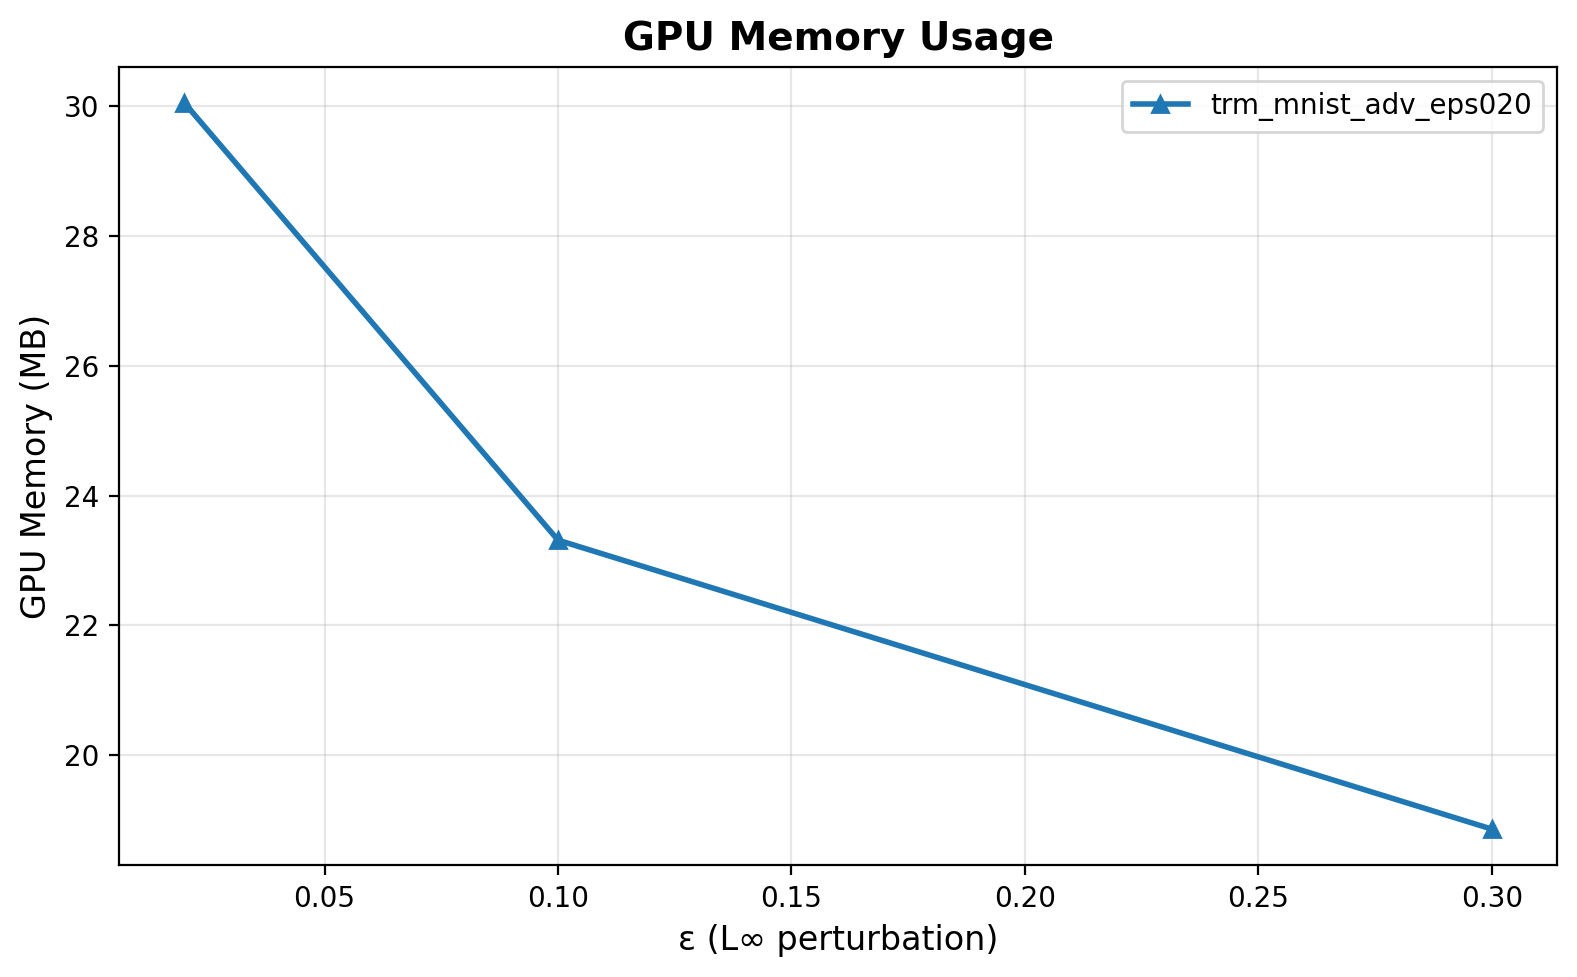 GPU Memory Usage
trm_mnist_adv_eps020
GPU Memory (MB)
30
28
26
24
22
20
0.05 0.10 0.15 0.20 0.25 0.30
ε (L∞ perturbation)